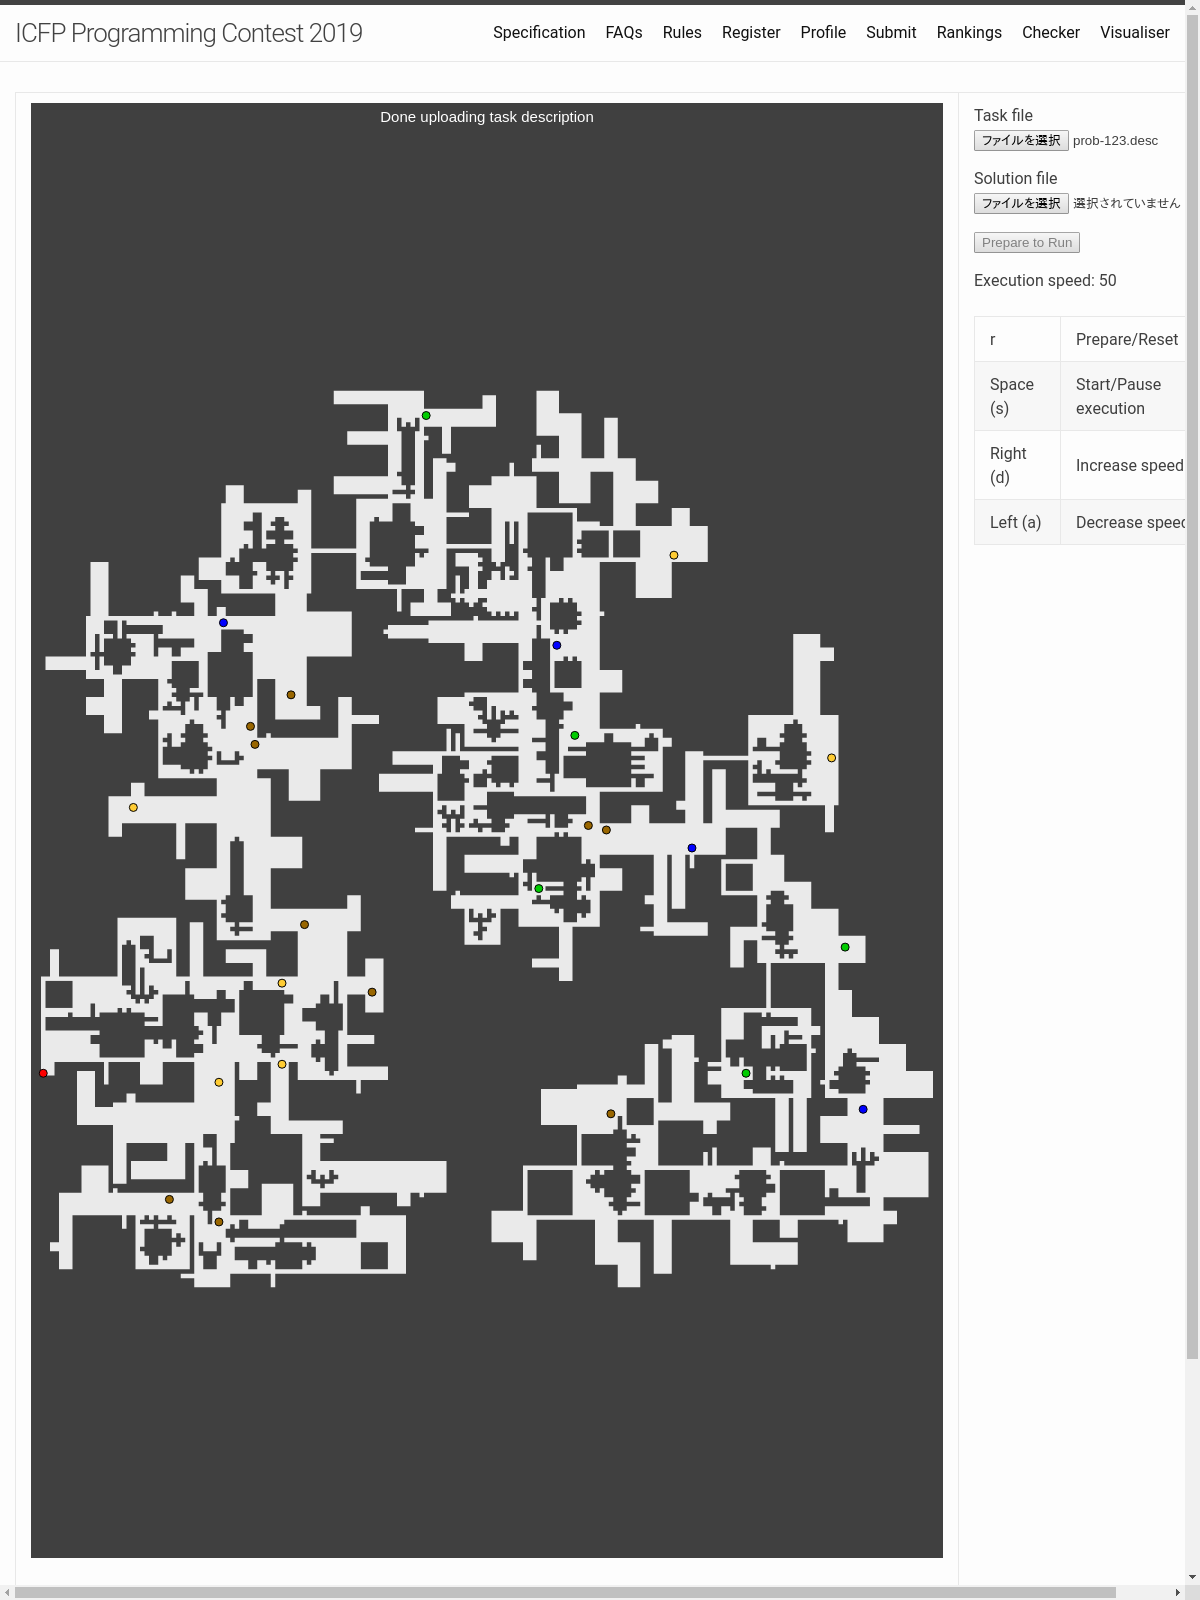 ICFP Programming Contest 2019
Specification FAQs Rules Register Profile Submit Rankings Checker Visualiser
Done uploading task description
Task file
ファイルを選択 prob-123.desc
Solution file
ファイルを選択 選択されていません
Prepare to Run
Execution speed: 50
r Prepare/Reset
Space (s) Start/Pause execution
Right (d) Increase speed
Left (a) Decrease speed